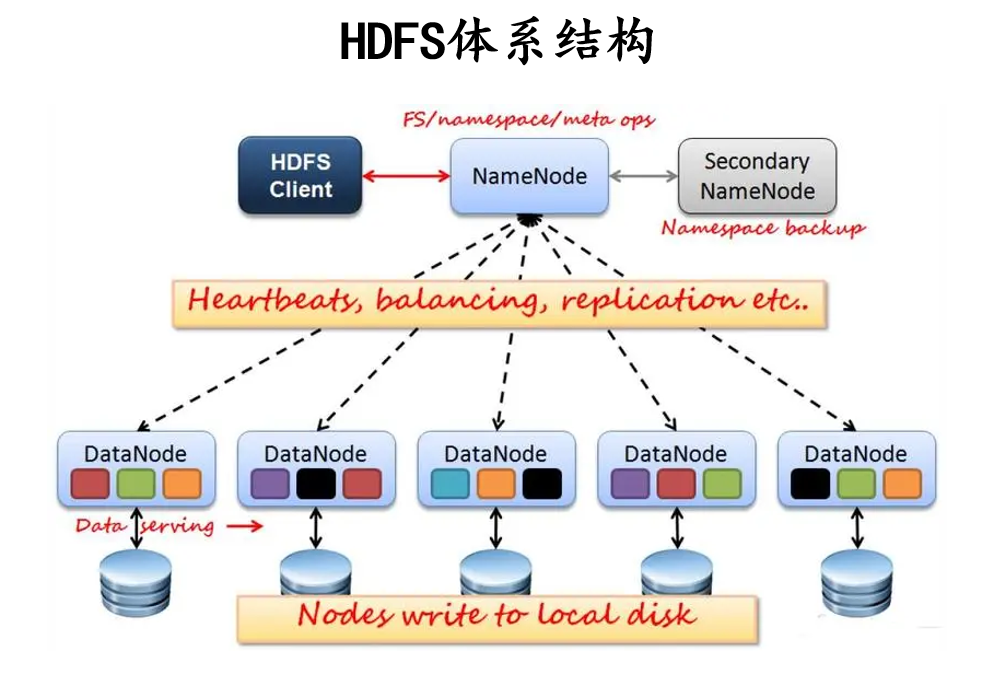 HDFS体系结构
FS/namespace/meta ops
HDFS
Client
NameNode
Secondary
NameNode
Namespace backup
Heartbeats, balancing, replication etc..
DataNode
DataNode
DataNode
DataNode
DataNode
Data serving
Nodes write to local disk